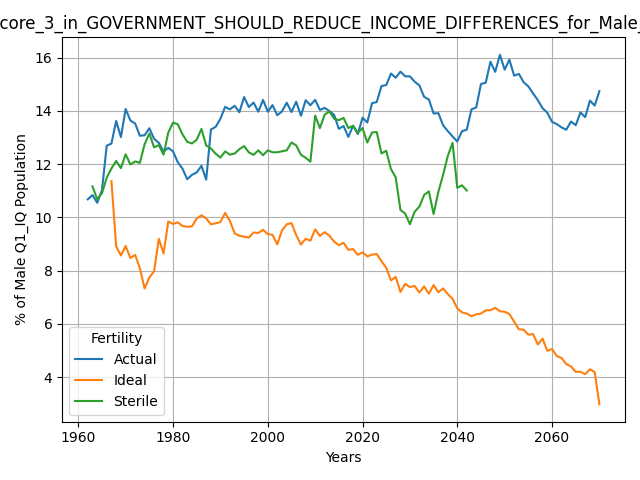 core_3_in_GOVERNMENT_SHOULD_REDUCE_INCOME_DIFFERENCES_for_Male_
16
14
12
10
8
6
4
% of Male Q1_IQ Population
Fertility
Actual
Ideal
Sterile
1960 1980 2000 2020 2040 2060
Years